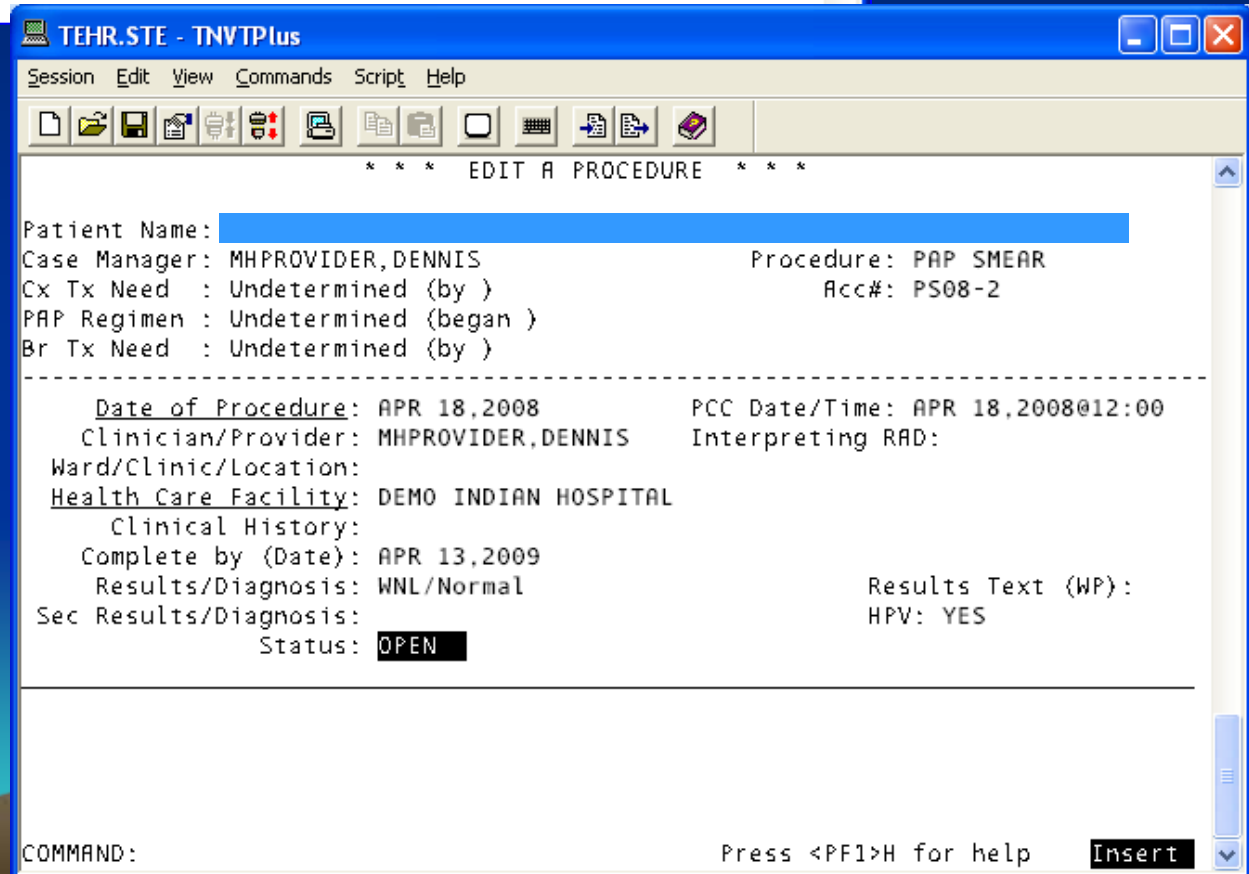 TEHR.STE - TNVTPlus
Session Edit View Commands Script Help
* * * EDIT A PROCEDURE * * *
Patient Name:
Case Manager: MHPROVIDER,DENNIS Procedure: PAP SMEAR
Cx Tx Need : Undetermined (by ) Acc#: PS08-2
PAP Regimen : Undetermined (began )
Br Tx Need : Undetermined (by )
--------------------------------------------------------------------------------
Date of Procedure: APR 18,2008 PCC Date/Time: APR 18,2008@12:00
Clinician/Provider: MHPROVIDER,DENNIS Interpreting RAD:
Ward/Clinic/Location:
Health Care Facility: DEMO INDIAN HOSPITAL
Clinical History:
Complete by (Date): APR 13,2009
Results/Diagnosis: WNL/Normal Results Text (WP):
Sec Results/Diagnosis: HPV: YES
Status: OPEN
COMMAND: Press <PF1>H for help Insert